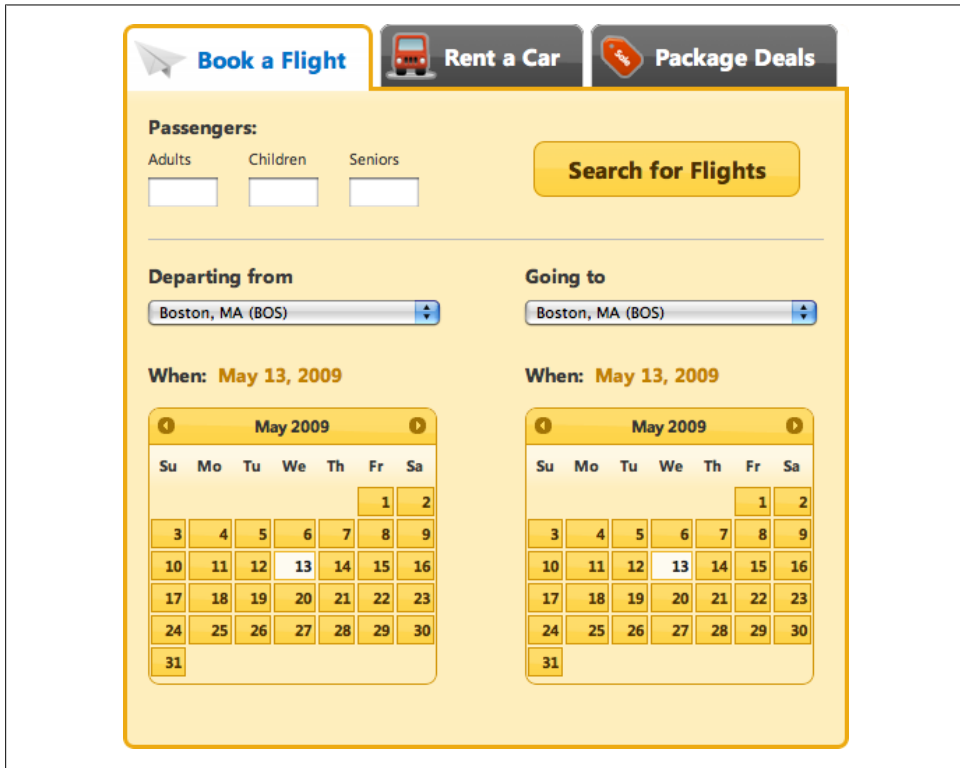 Book a Flight Rent a Car Package Deals
Passengers:
Adults Children Seniors
Search for Flights
Departing from Going to
Boston, MA (BOS) Boston, MA (BOS)
When: May 13, 2009 When: May 13, 2009
May 2009 May 2009
Su Mo Tu We Th Fr Sa Su Mo Tu We Th Fr Sa
1 2 1 2
3 4 5 6 7 8 9 3 4 5 6 7 8 9
10 11 12 13 14 15 16 10 11 12 13 14 15 16
17 18 19 20 21 22 23 17 18 19 20 21 22 23
24 25 26 27 28 29 30 24 25 26 27 28 29 30
31 31